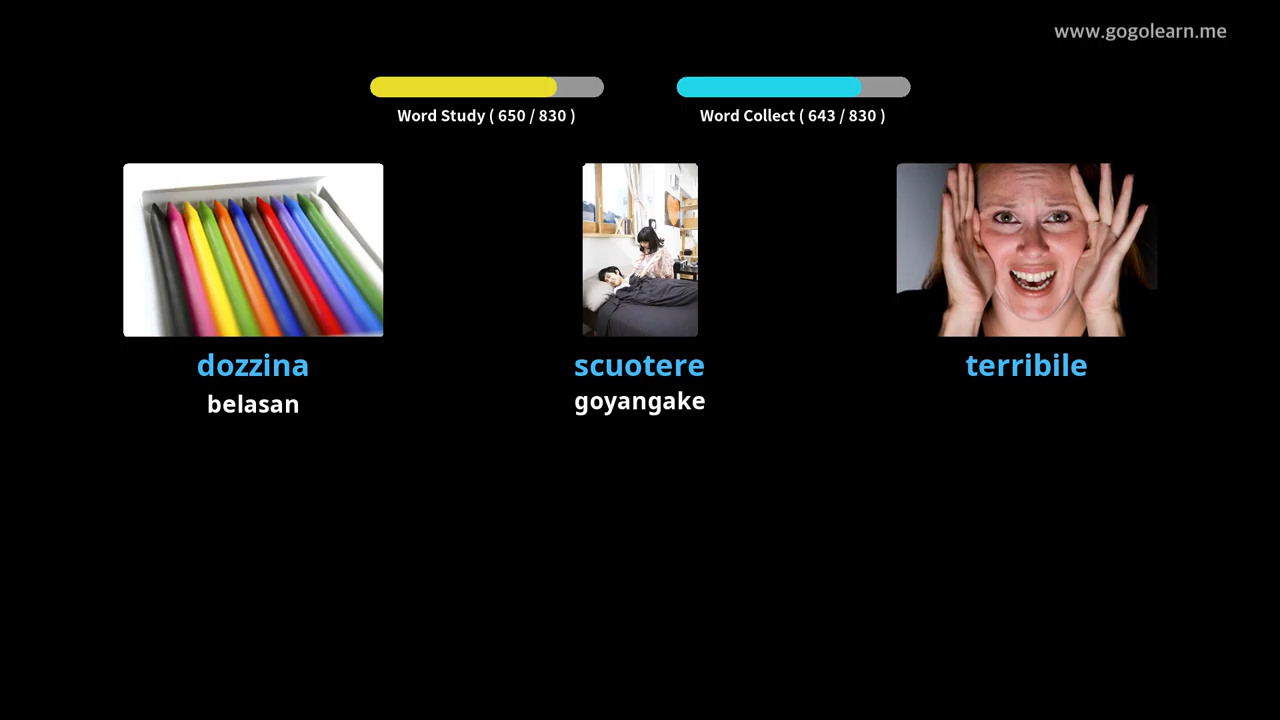 www.gogolearn.me
Word Study ( 650 / 830 )
Word Collect ( 643 / 830 )
dozzina
belasan
scuotere
goyangake
terribile